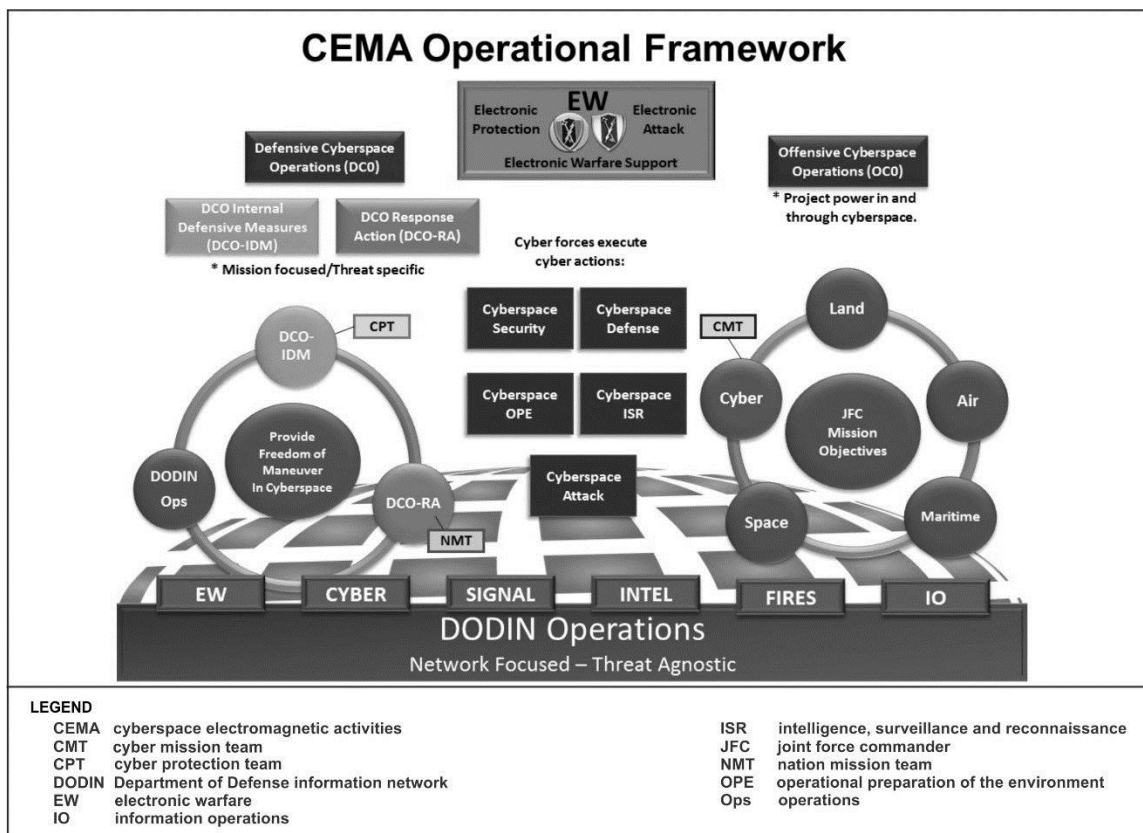 CEMA Operational Framework
EW
Electronic
Protection
Electronic
Attack
Electronic Warfare Support
Defensive Cyberspace
Operations (DC0)
Offensive Cyberspace
Operations (OC0)
* Project power in and
through cyberspace.
DCO Internal
Defensive Measures
(DCO-IDM)
DCO Response
Action (DCO-RA)
* Mission focused/Threat specific
Cyber forces execute
cyber actions:
Cyberspace
Security
Cyberspace
Defense
Cyberspace
OPE
Cyberspace
ISR
Cyberspace
Attack
DCO-
IDM
CPT
Provide
Freedom of
Maneuver
In Cyberspace
DODIN
Ops
DCO-RA
NMT
CMT
Land
Cyber
Air
JFC
Mission
Objectives
Space
Maritime
EW
CYBER
SIGNAL
INTEL
FIRES
IO
DODIN Operations
Network Focused – Threat Agnostic
LEGEND
CEMA cyberspace electromagnetic activities
CMT cyber mission team
CPT cyber protection team
DODIN Department of Defense information network
EW electronic warfare
IO information operations
ISR intelligence, surveillance and reconnaissance
JFC joint force commander
NMT nation mission team
OPE operational preparation of the environment
Ops operations